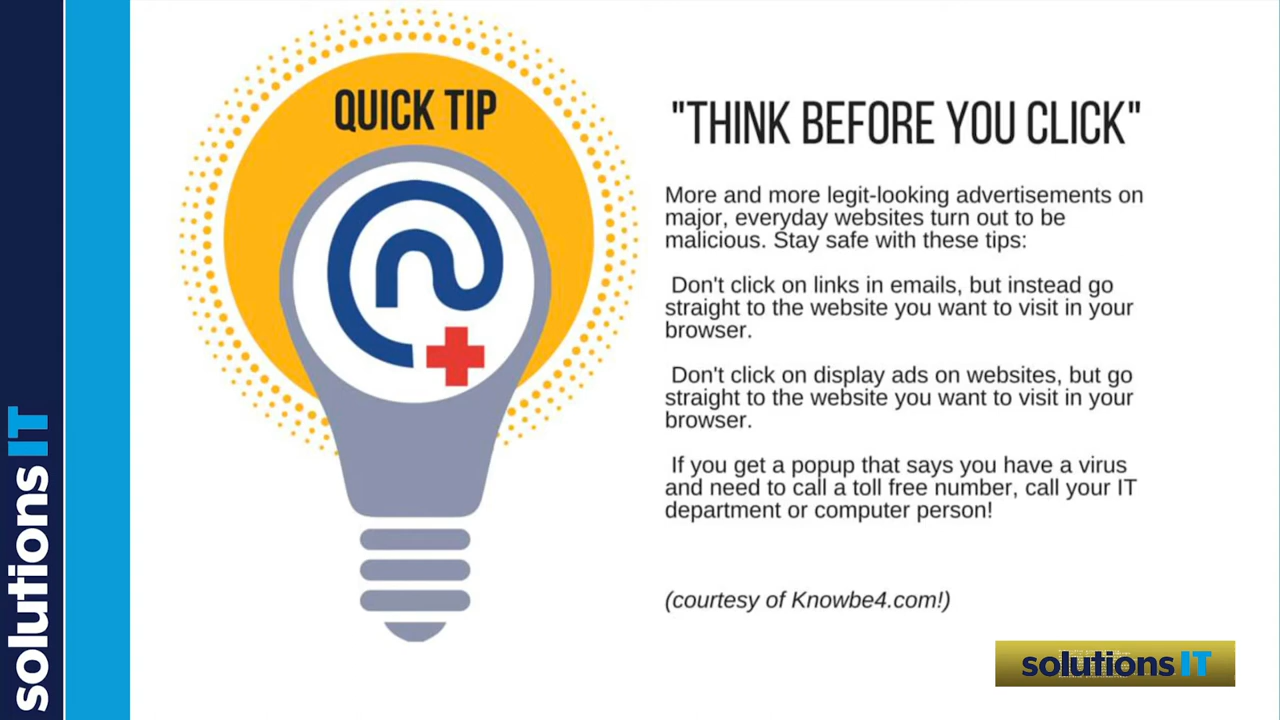 solutionsIT
QUICK TIP
"THINK BEFORE YOU CLICK"
More and more legit-looking advertisements on
major, everyday websites turn out to be
malicious. Stay safe with these tips:
Don't click on links in emails, but instead go
straight to the website you want to visit in your
browser.
Don't click on display ads on websites, but go
straight to the website you want to visit in your
browser.
If you get a popup that says you have a virus
and need to call a toll free number, call your IT
department or computer person!
(courtesy of Knowbe4.com!)
solutionsIT